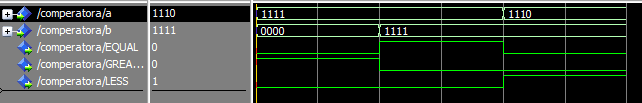 /comperatora/a 1110 1111 1110
/comperatora/b 1111 0000 1111
/comperatora/EQUAL 0
/comperatora/GREA... 0
/comperatora/LESS 1